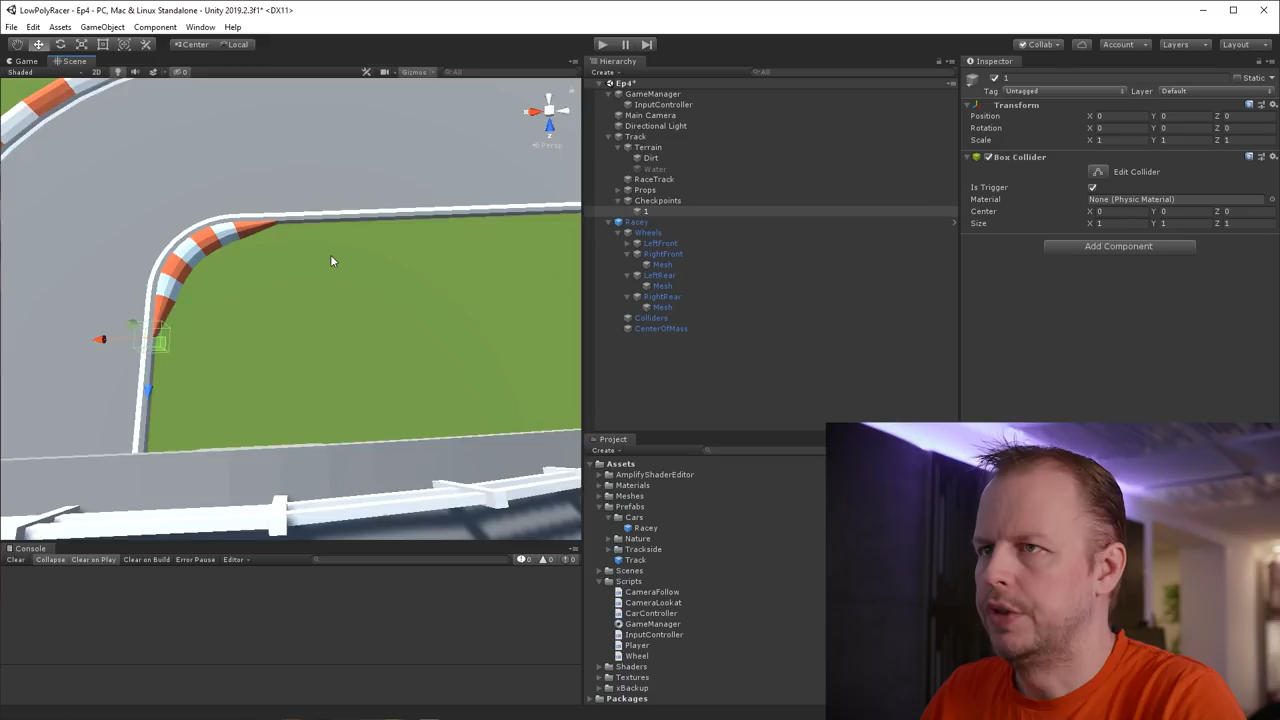 LowPolyRacer - Ep4 - PC, Mac & Linux Standalone - Unity 2019.2.3f1* <DX11>
File Edit Assets GameObject Component Window Help
Center Local Collab Account Layers Layout
Game Scene
Shaded 2D 0 Gizmos All
Persp
z
Hierarchy
Create All
Ep4*
GameManager
InputController
Main Camera
Directional Light
Track
Terrain
Dirt
Water
RaceTrack
Props
Checkpoints
1
Racey
Wheels
LeftFront
RightFront
Mesh
LeftRear
Mesh
RightRear
Mesh
Colliders
CenterOfMass
Inspector
1 Static
Tag Untagged Layer Default
Transform
Position X 0 Y 0 Z 0
Rotation X 0 Y 0 Z 0
Scale X 1 Y 1 Z 1
Box Collider
Edit Collider
Is Trigger
Material None (Physic Material)
Center X 0 Y 0 Z 0
Size X 1 Y 1 Z 1
Add Component
Project
Create
Assets
AmplifyShaderEditor
Materials
Meshes
Prefabs
Cars
Racey
Nature
Trackside
Track
Scenes
Scripts
CameraFollow
CameraLookat
CarController
GameManager
InputController
Player
Wheel
Shaders
Textures
xBackup
Packages
Console
Clear Collapse Clear on Play Clear on Build Error Pause Editor 0 0 0